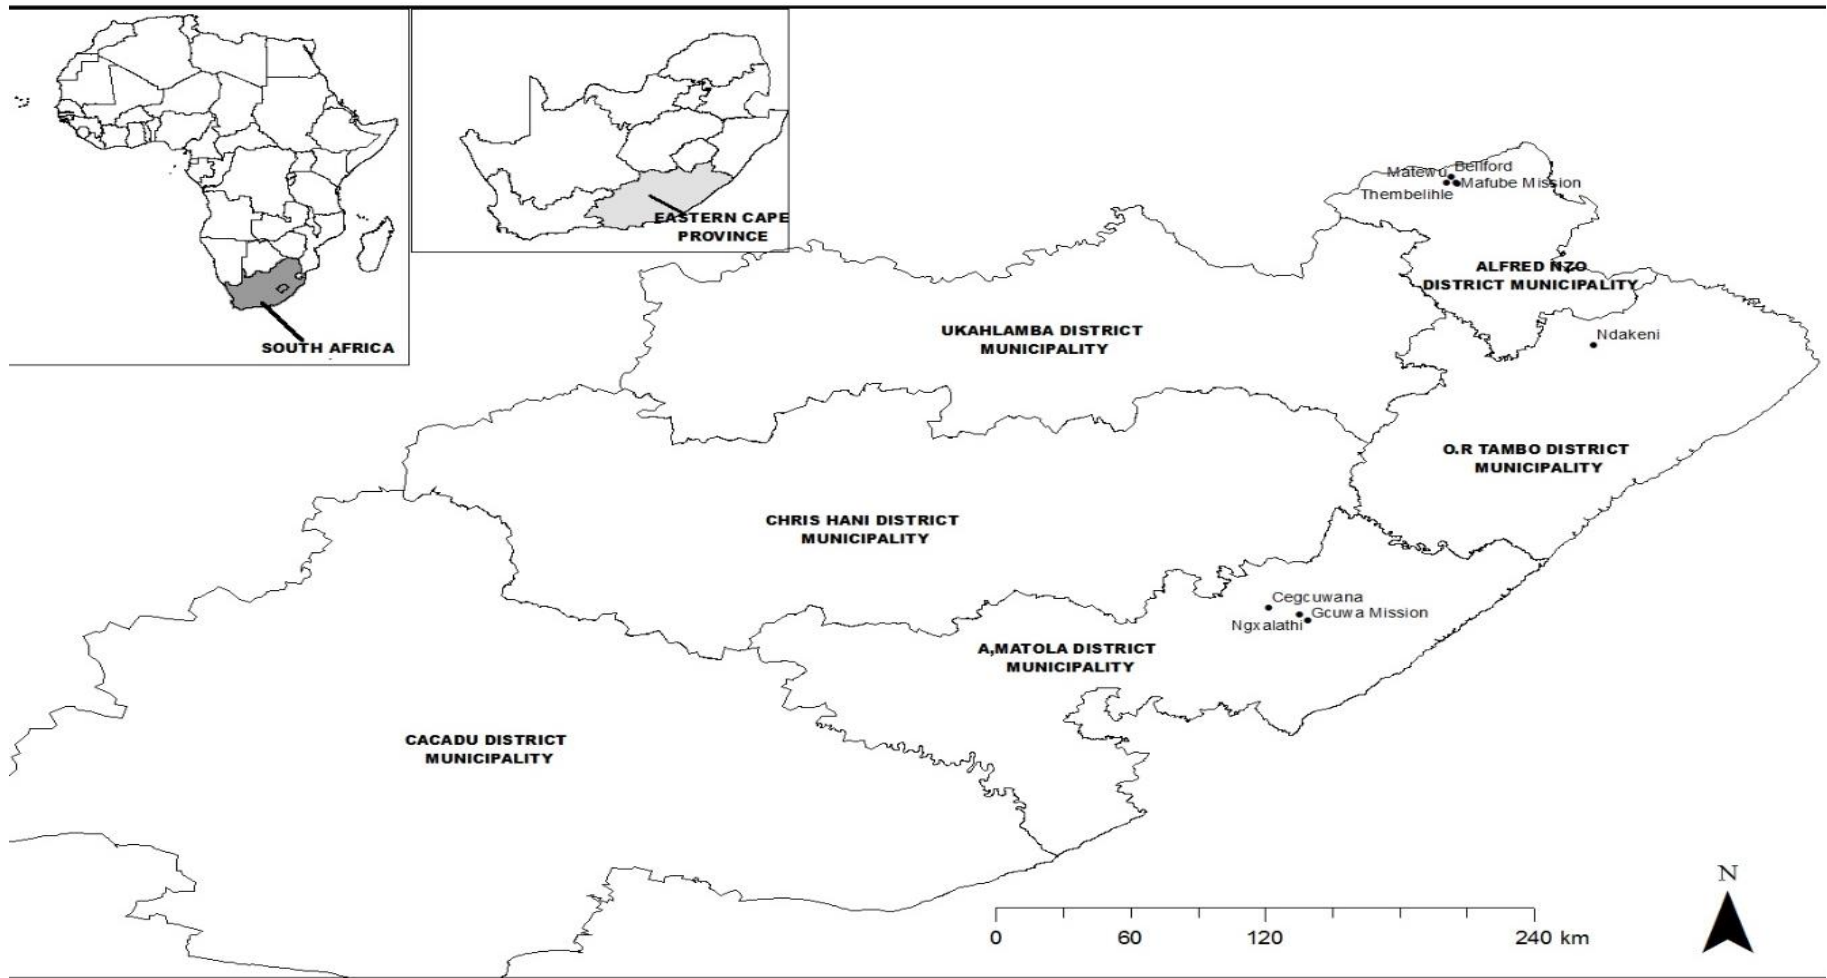 SOUTH AFRICA
EASTERN CAPE
PROVINCE
Matewu
Bellford
Mafube Mission
Thembelihle
ALFRED NZO
DISTRICT MUNICIPALITY
UKAHLAMBA DISTRICT
MUNICIPALITY
Ndakeni
O.R TAMBO DISTRICT
MUNICIPALITY
CHRIS HANI DISTRICT
MUNICIPALITY
Cegcuwana
Gcuwa Mission
Ngxalathi
A,MATOLA DISTRICT
MUNICIPALITY
CACADU DISTRICT
MUNICIPALITY
N
0 60 120 240 km